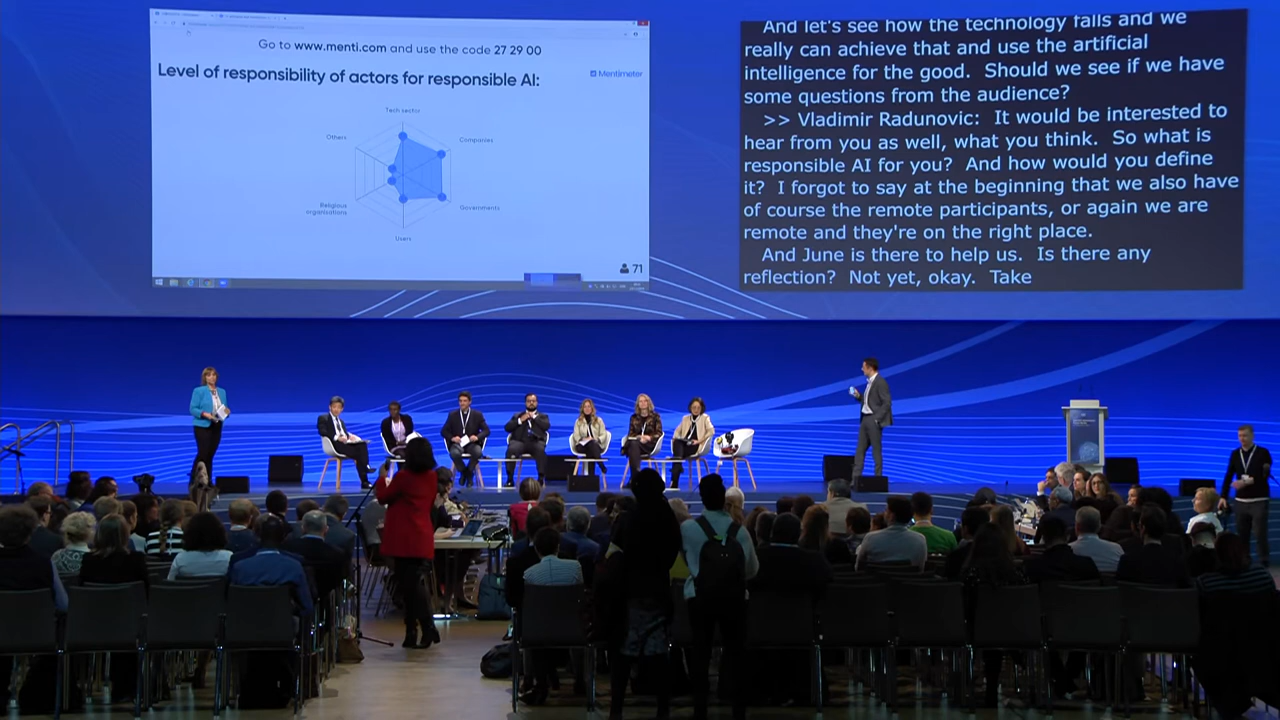 Go to www.menti.com and use the code 27 29 00
Level of responsibility of actors for responsible AI:
Mentimeter
Tech sector
Others
Companies
Religious
organisations
Governments
Users
71
And let's see how the technology falls and we
really can achieve that and use the artificial
intelligence for the good. Should we see if we have
some questions from the audience?
>> Vladimir Radunovic: It would be interested to
hear from you as well, what you think. So what is
responsible AI for you? And how would you define
it? I forgot to say at the beginning that we also have
of course the remote participants, or again we are
remote and they're on the right place.
And June is there to help us. Is there any
reflection? Not yet, okay. Take